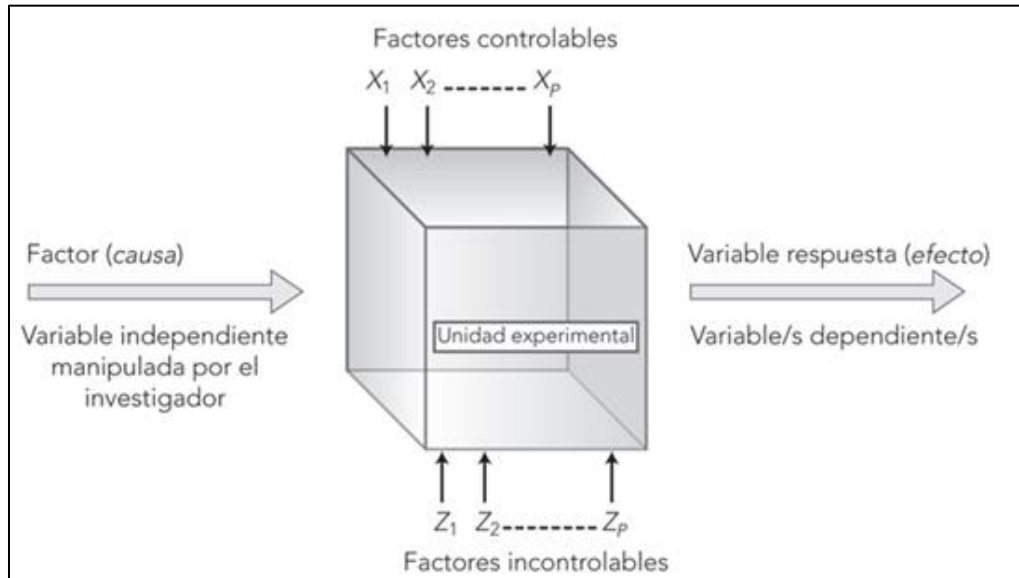 Factores controlables
X1 X2 ------- XP
Factor (causa)
Variable independiente
manipulada por el
investigador
Unidad experimental
Variable respuesta (efecto)
Variable/s dependiente/s
Z1 Z2---------ZP
Factores incontrolables